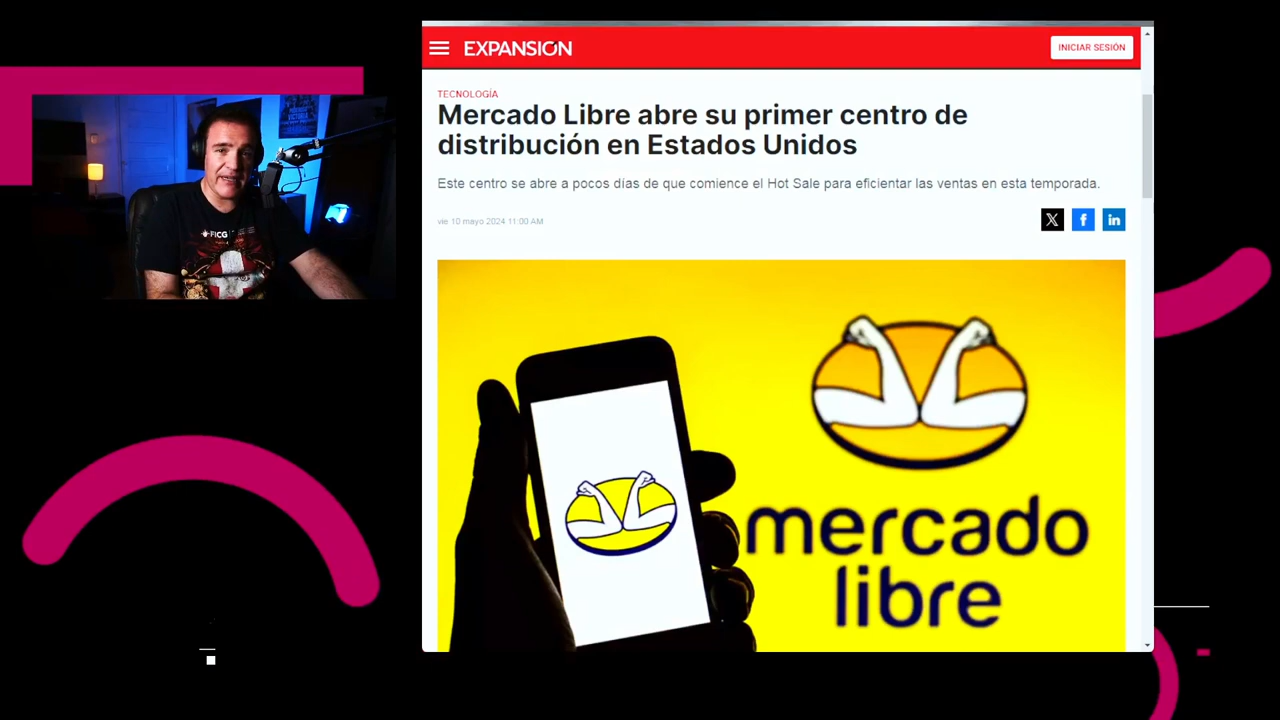 EXPANSIÓN
INICIAR SESIÓN
TECNOLOGÍA
Mercado Libre abre su primer centro de
distribución en Estados Unidos
Este centro se abre a pocos días de que comience el Hot Sale para eficientar las ventas en esta temporada.
vie 10 mayo 2024 11:00 AM
mercado
libre
FICG